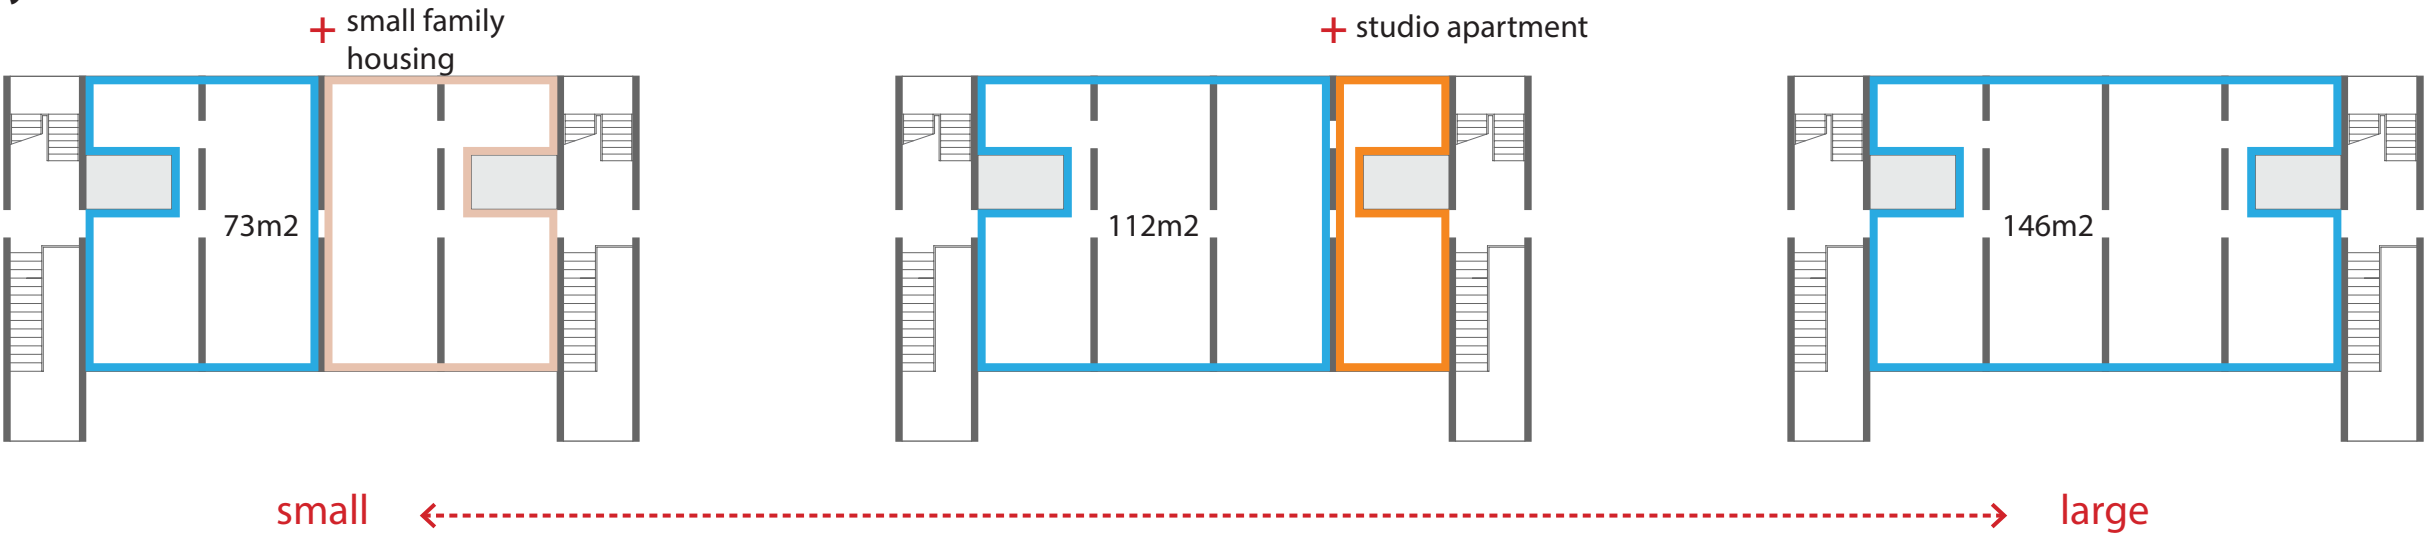 + small family
housing
+ studio apartment
73m2
112m2
146m2
small
large